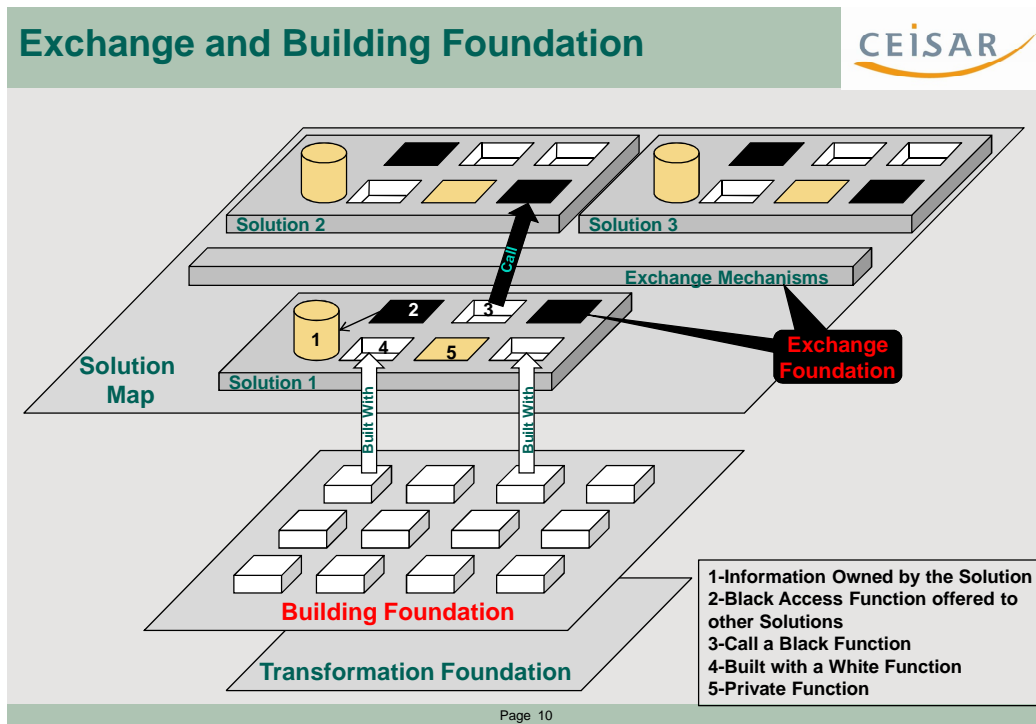 Exchange and Building Foundation
CEiSAR
Solution 2
Solution 3
Call
Exchange Mechanisms
1
2
3
4
5
Exchange
Foundation
Solution
Map
Solution 1
Built With
Built With
Building Foundation
Transformation Foundation
1-Information Owned by the Solution
2-Black Access Function offered to
other Solutions
3-Call a Black Function
4-Built with a White Function
5-Private Function
Page 10